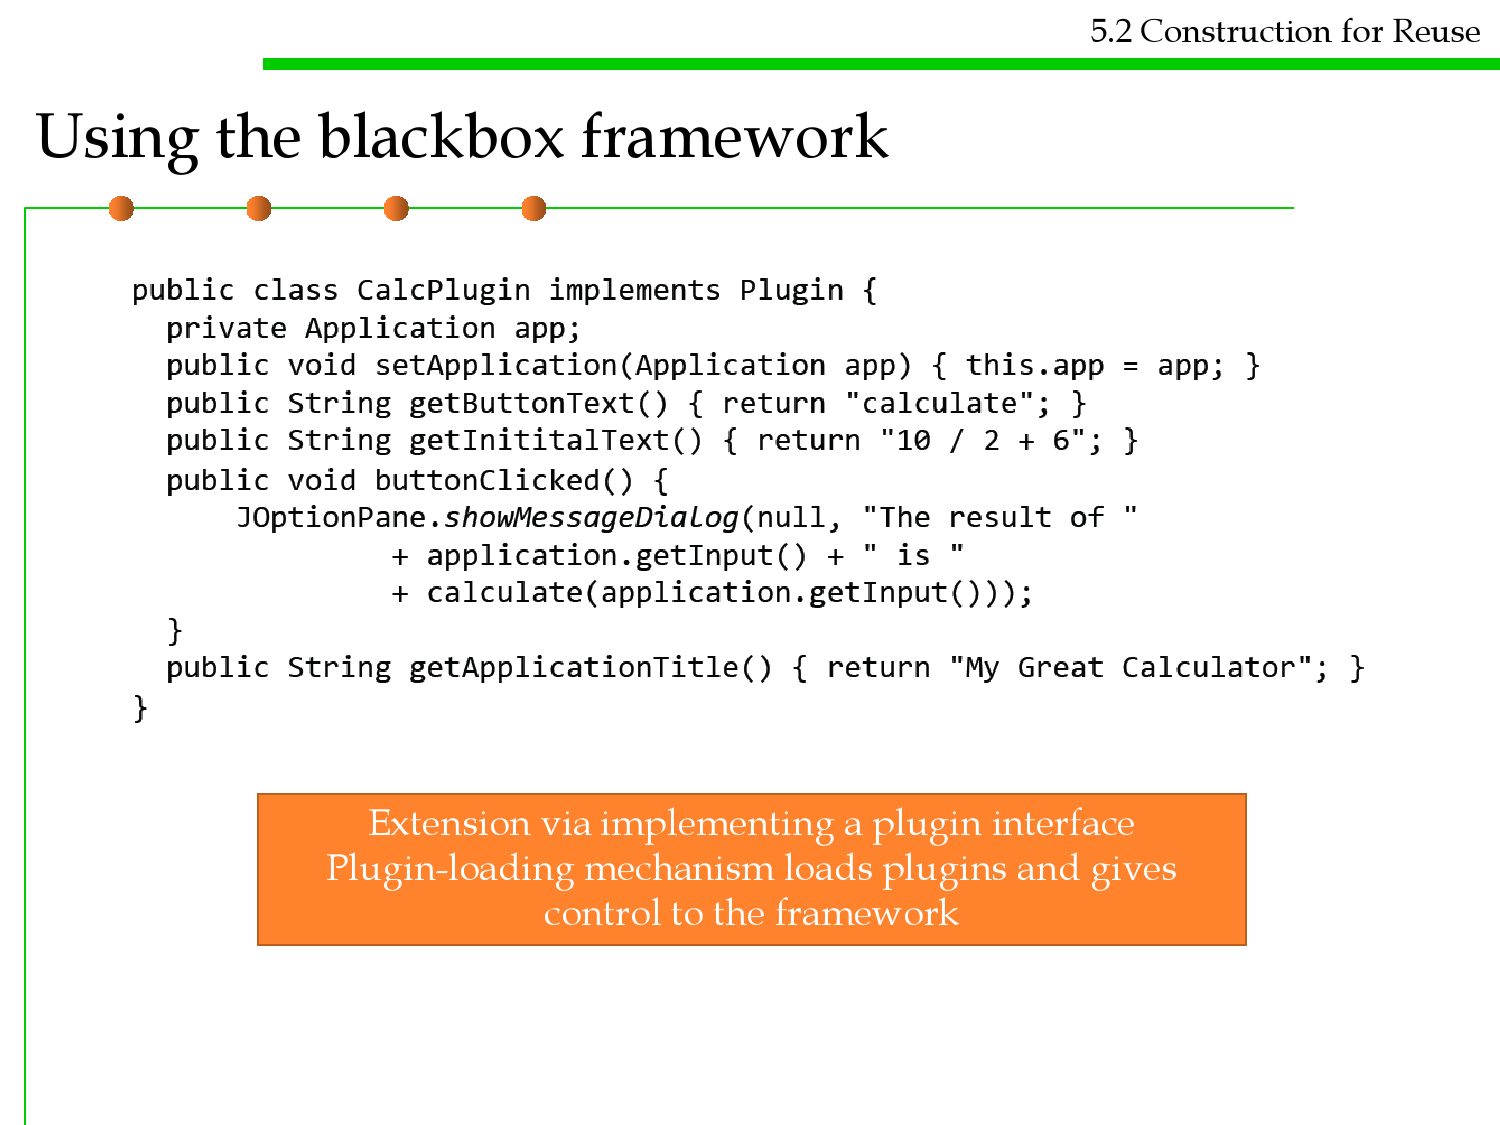 5.2 Construction for Reuse
Using the blackbox framework
public class CalcPlugin implements Plugin {
private Application app;
public void setApplication(Application app) { this.app = app; }
public String getButtonText() { return "calculate"; }
public String getInititalText() { return "10 / 2 + 6"; }
public void buttonClicked() {
JOptionPane.showMessageDialog(null, "The result of "
+ application.getInput() + " is "
+ calculate(application.getInput()));
}
public String getApplicationTitle() { return "My Great Calculator"; }
}
Extension via implementing a plugin interface
Plugin-loading mechanism loads plugins and gives
control to the framework